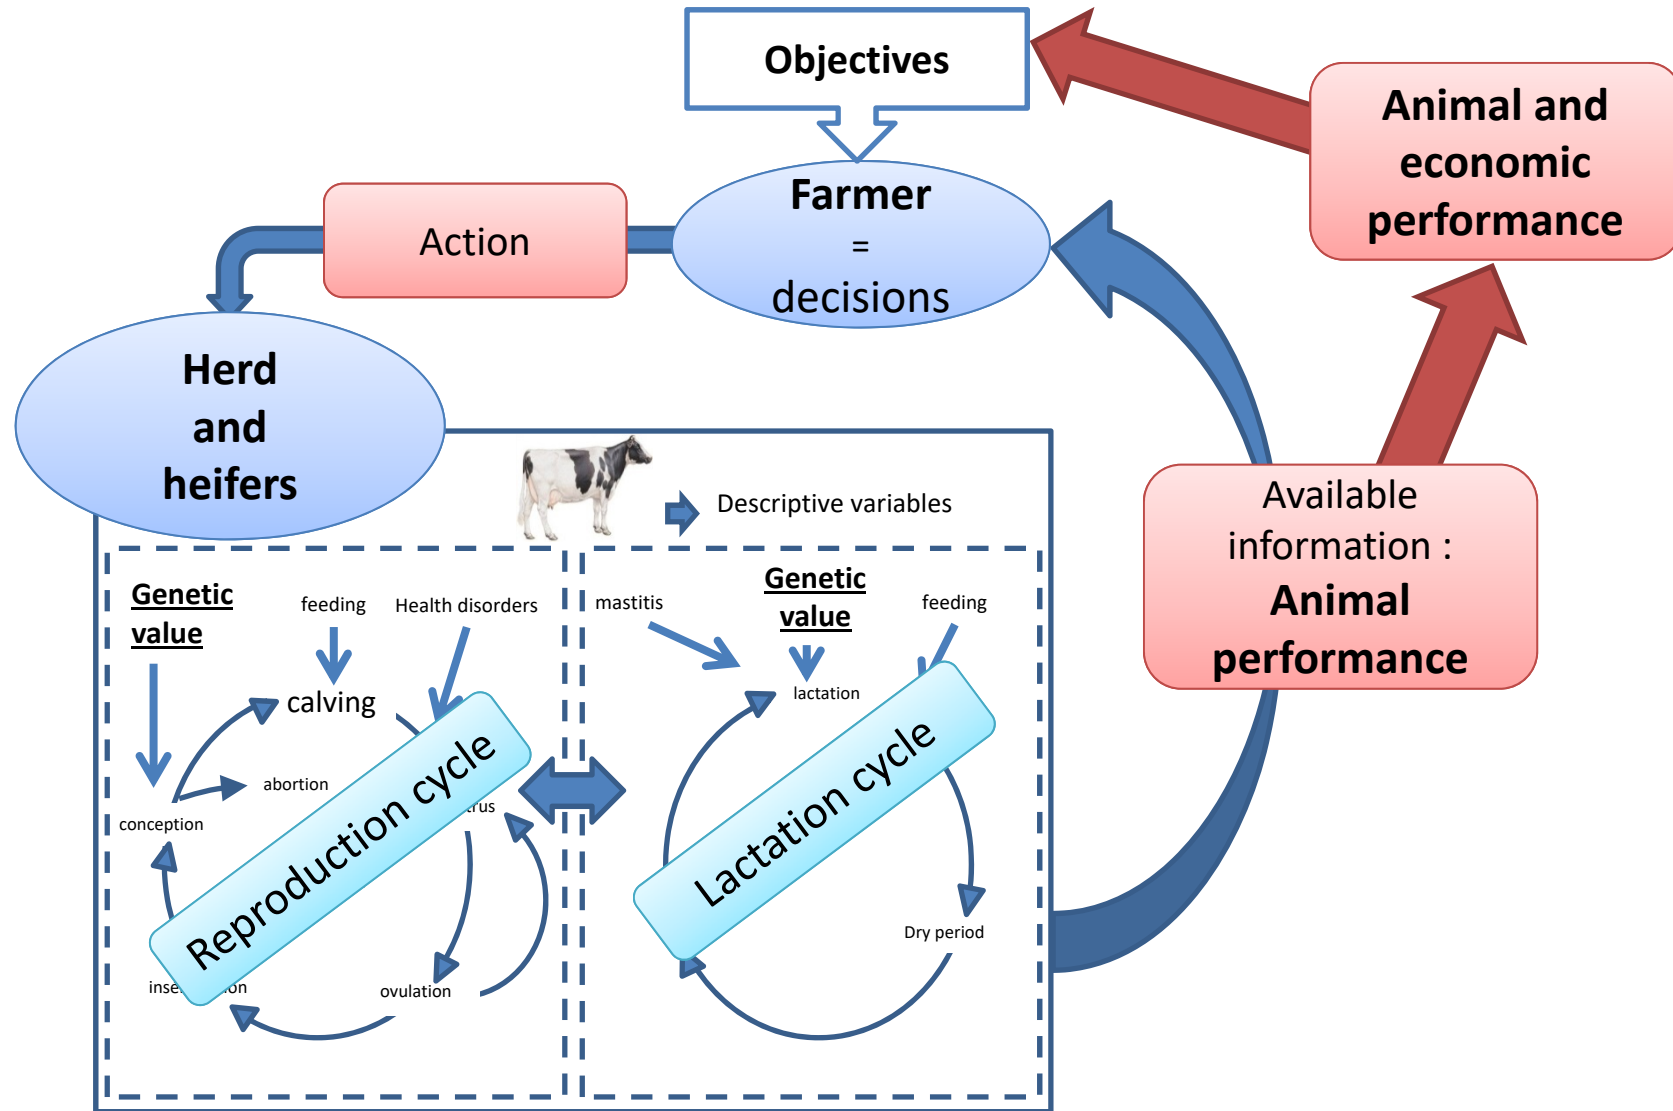 Objectives
Animal and
economic
performance
Farmer
=
decisions
Action
Herd
and
heifers
Descriptive variables
Available
information :
Animal
performance
Genetic
value
feeding
Health disorders
calving
abortion
conception
trus
ovulation
Reproduction cycle
mastitis
Genetic
value
feeding
lactation
Lactation cycle
Dry period